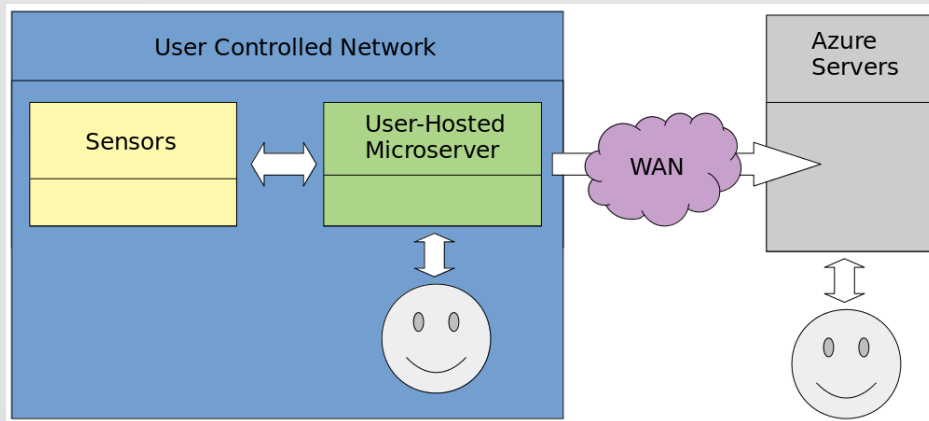 User Controlled Network
Azure
Servers
Sensors
User-Hosted
Microserver
WAN